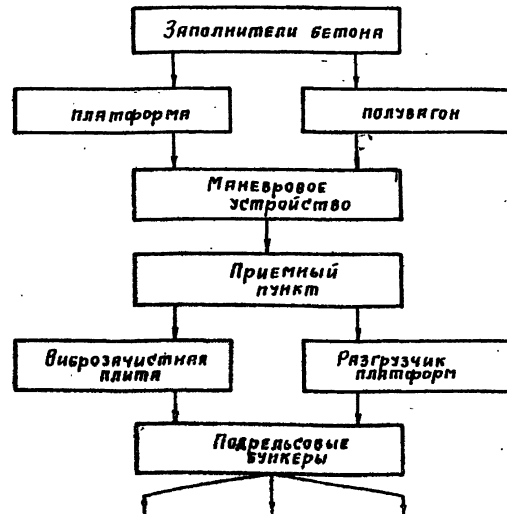 Заполнители бетона
платформа
полувагон
Маневровое
устройство
Приемный
пункт
Виброзачистная
плита
Разгрузчик
платформ
Подрельсовые
бункеры